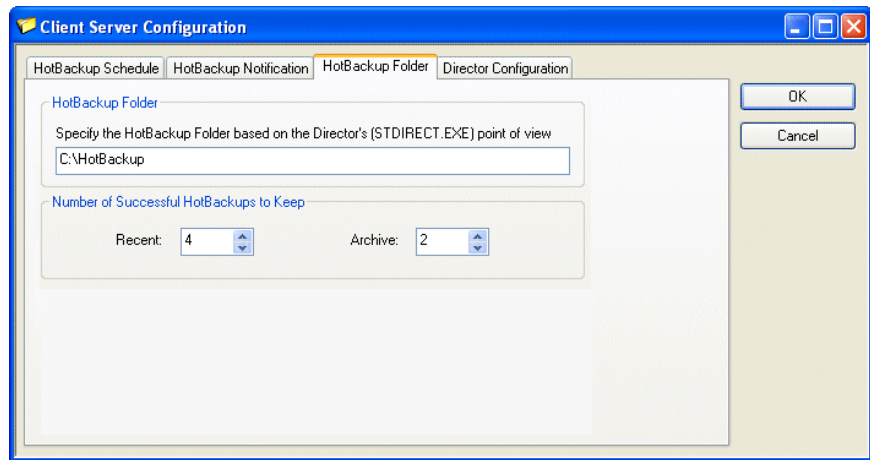 Client Server Configuration
HotBackup Schedule HotBackup Notification HotBackup Folder Director Configuration
HotBackup Folder
Specify the HotBackup Folder based on the Director's (STDIRECT.EXE) point of view
C:\HotBackup
Number of Successful HotBackups to Keep
Recent: 4 Archive: 2
OK
Cancel